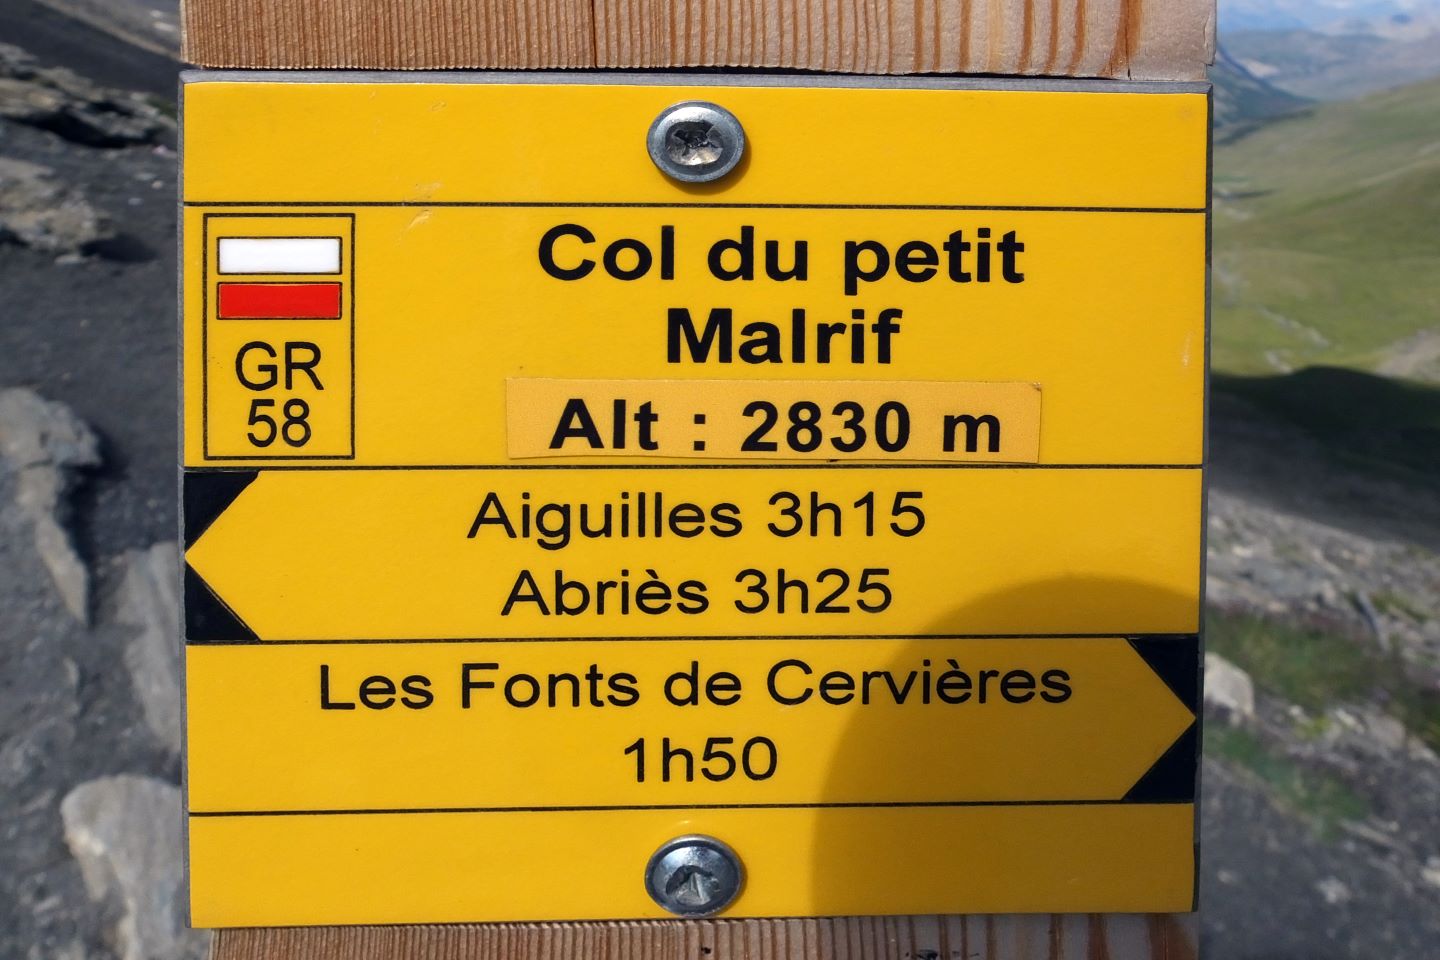 GR
58
Col du petit
Malrif
Alt : 2830 m
Aiguilles 3h15
Abriès 3h25
Les Fonts de Cervières
1h50